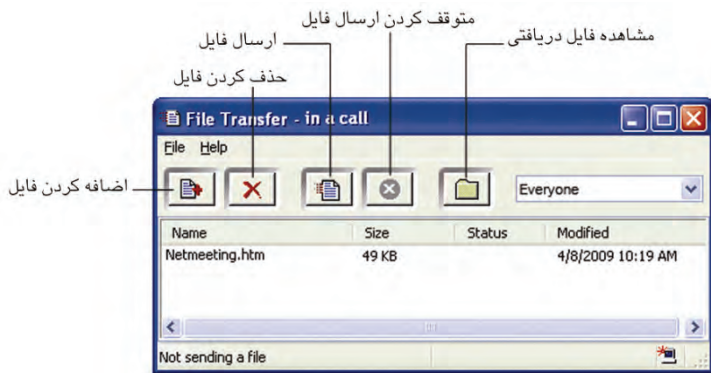 متوقف کردن ارسال فایل
مشاهده فایل دریافتی
ارسال فایل
حذف کردن فایل
اضافه کردن فایل
File Transfer - in a call
File Help
Everyone
Name Size Status Modified
Netmeeting.htm 49 KB 4/8/2009 10:19 AM
Not sending a file